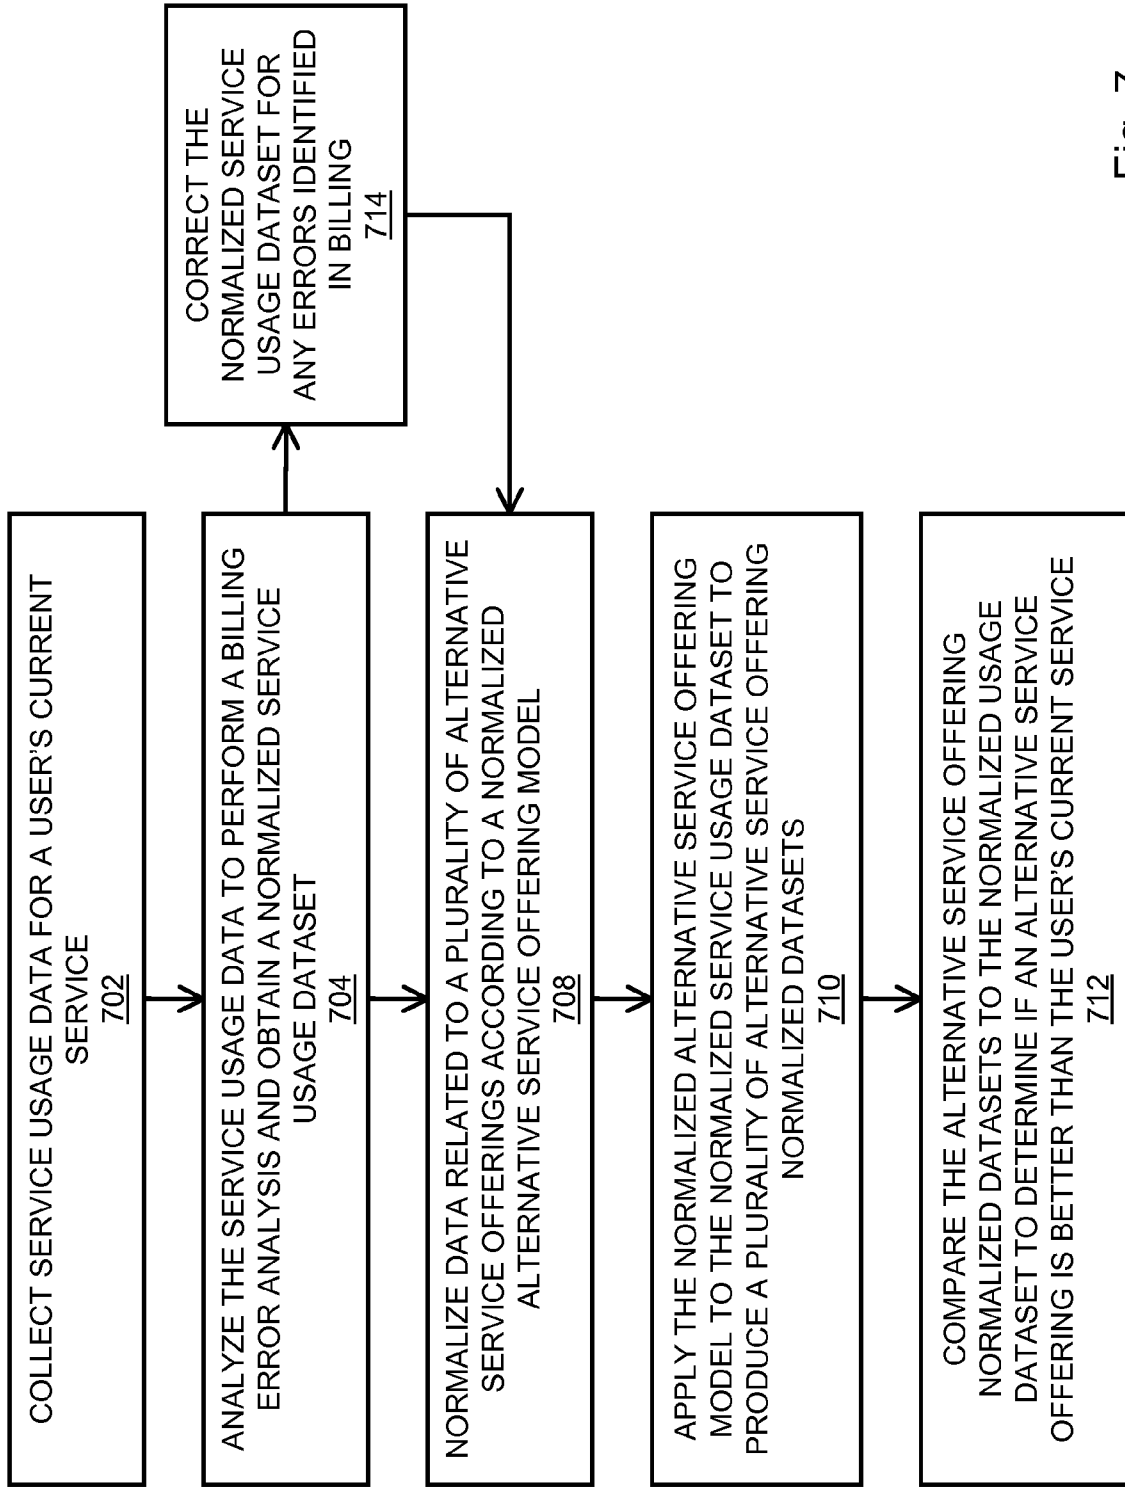 COLLECT SERVICE USAGE DATA FOR A USER'S CURRENT
SERVICE
702
ANALYZE THE SERVICE USAGE DATA TO PERFORM A BILLING
ERROR ANALYSIS AND OBTAIN A NORMALIZED SERVICE
USAGE DATASET
704
CORRECT THE
NORMALIZED SERVICE
USAGE DATASET FOR
ANY ERRORS IDENTIFIED
IN BILLING
714
NORMALIZE DATA RELATED TO A PLURALITY OF ALTERNATIVE
SERVICE OFFERINGS ACCORDING TO A NORMALIZED
ALTERNATIVE SERVICE OFFERING MODEL
708
APPLY THE NORMALIZED ALTERNATIVE SERVICE OFFERING
MODEL TO THE NORMALIZED SERVICE USAGE DATASET TO
PRODUCE A PLURALITY OF ALTERNATIVE SERVICE OFFERING
NORMALIZED DATASETS
710
COMPARE THE ALTERNATIVE SERVICE OFFERING
NORMALIZED DATASETS TO THE NORMALIZED USAGE
DATASET TO DETERMINE IF AN ALTERNATIVE SERVICE
OFFERING IS BETTER THAN THE USER'S CURRENT SERVICE
712
Fig. 7